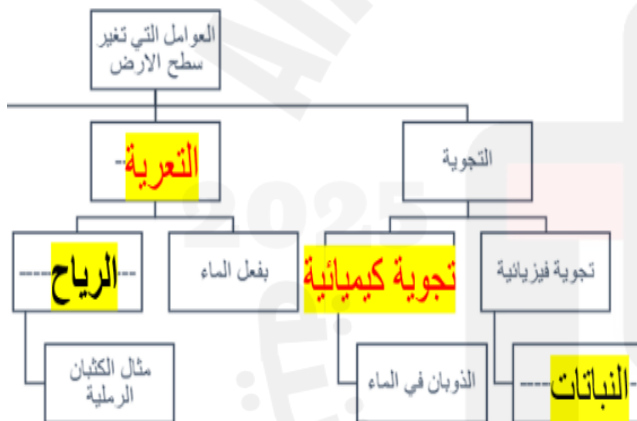 العوامل التي تغير
سطح الارض
التجوية
التعرية--
تجوية فيزيائية
تجوية كيميائية
بفعل الماء
--الرياح----
--النباتات----
الذوبان في الماء
مثال الكثبان
الرملية
2025